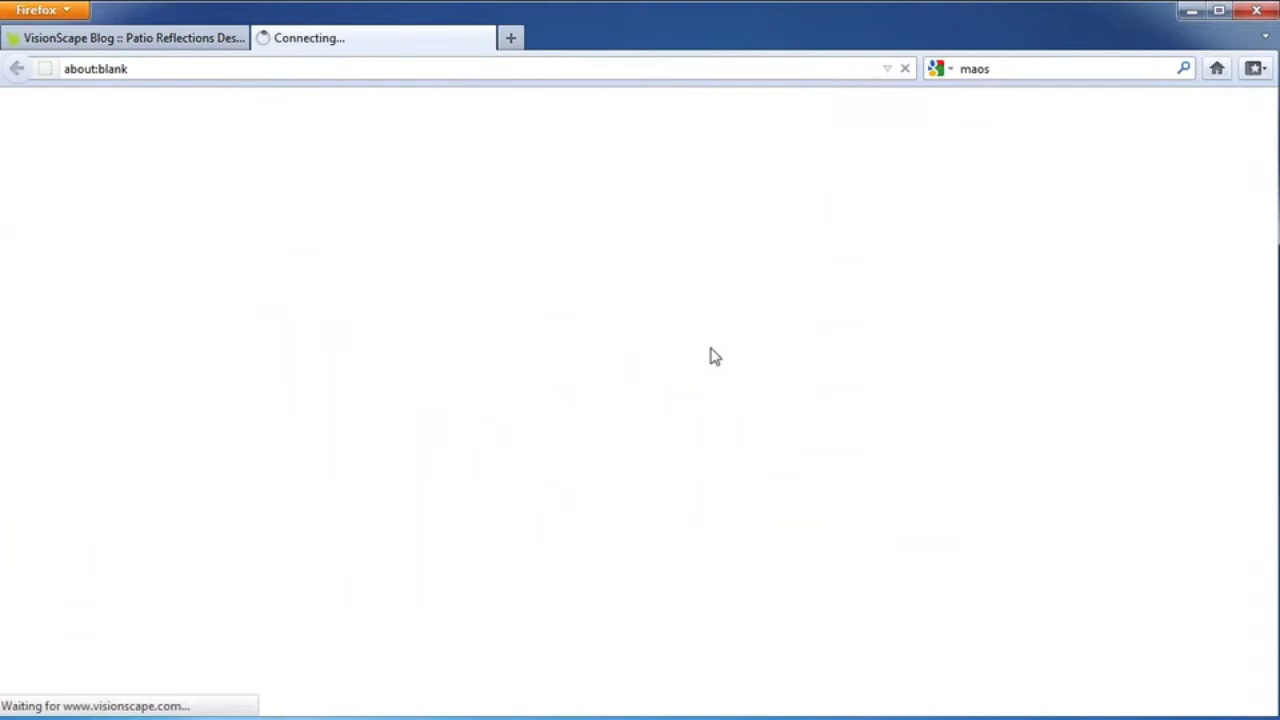 Firefox
VisionScape Blog :: Patio Reflections Des...
Connecting...
about:blank
maos
Waiting for www.visionscape.com...